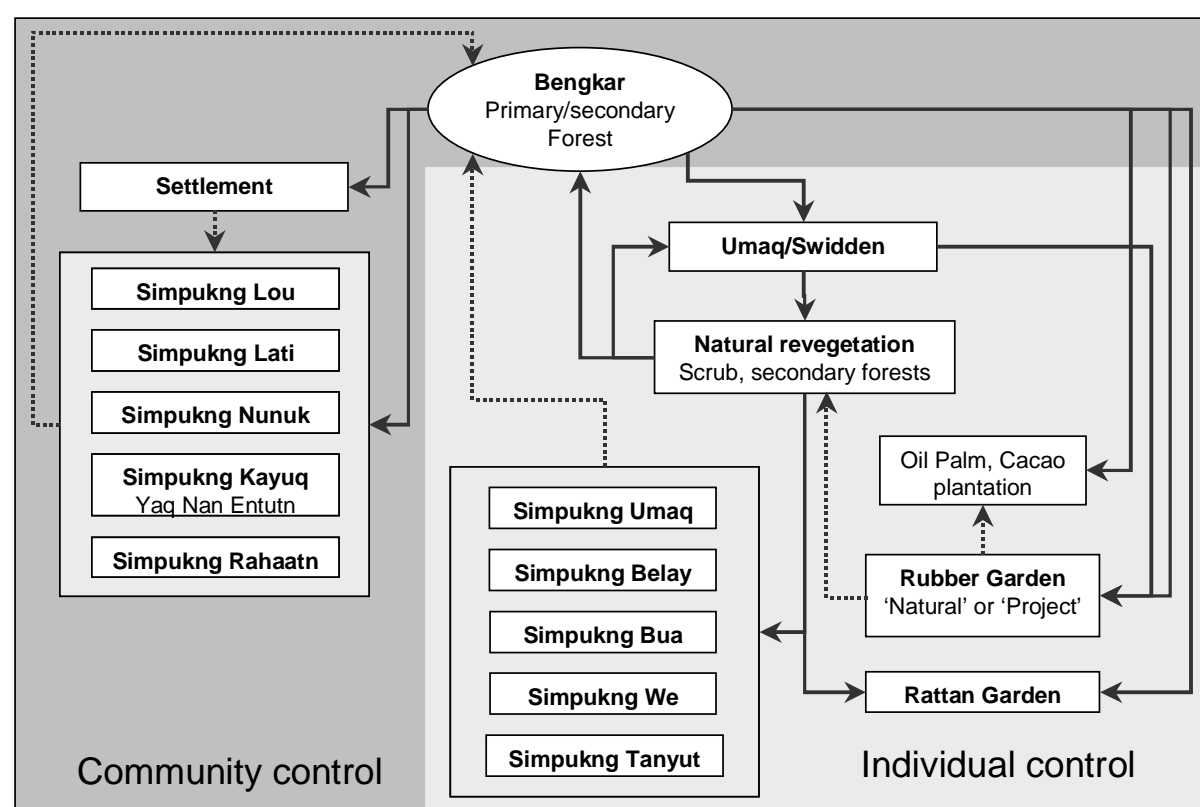 Bengkar
Primary/secondary
Forest
Settlement
Simpukng Lou
Simpukng Lati
Simpukng Nunuk
Simpukng Kayuq
Yaq Nan Entutn
Simpukng Rahaatn
Community control
Umaq/Swidden
Natural revegetation
Scrub, secondary forests
Simpukng Umaq
Simpukng Belay
Simpukng Bua
Simpukng We
Simpukng Tanyut
Oil Palm, Cacao
plantation
Rubber Garden
‘Natural’ or ‘Project’
Rattan Garden
Individual control